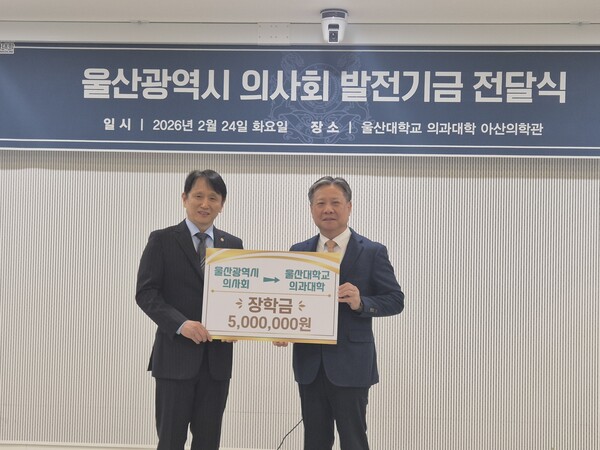 울산광역시 의사회 발전기금 전달식
일 시 | 2026년 2월 24일 화요일 장 소 | 울산대학교 의과대학 아산의학관
울산광역시 울산대학교
의사회 의과대학
장학금
5,000,000원